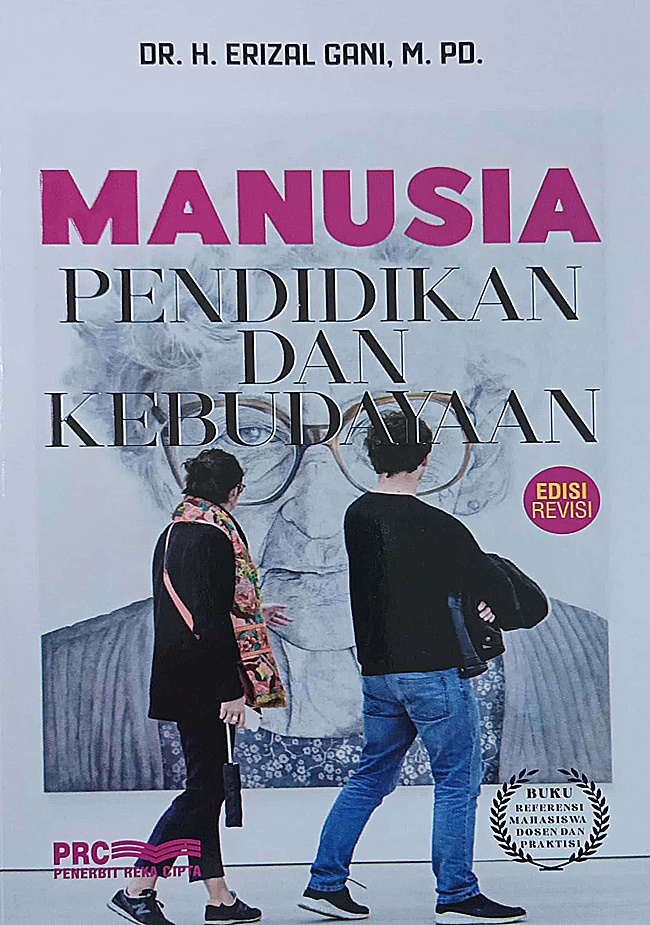 DR. H. ERIZAL GANI, M. PD.
MANUSIA
PENDIDIKAN
DAN
KEBUDAYAAN
EDISI
REVISI
BUKU
REFERENSI
MAHASISWA
DOSEN DAN
PRAKTISI
PRC
PENERBIT REKA CIPTA